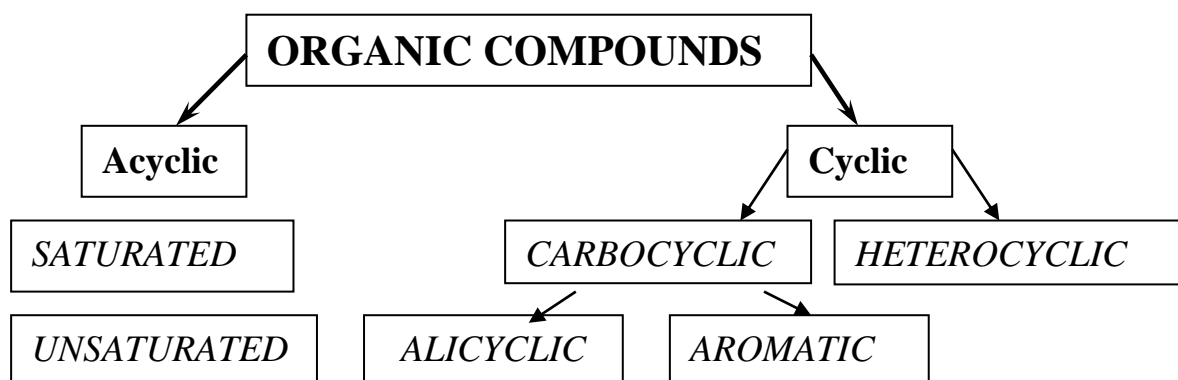 ORGANIC COMPOUNDS
Acyclic
Cyclic
SATURATED
CARBOCYCLIC
HETEROCYCLIC
UNSATURATED
ALICYCLIC
AROMATIC